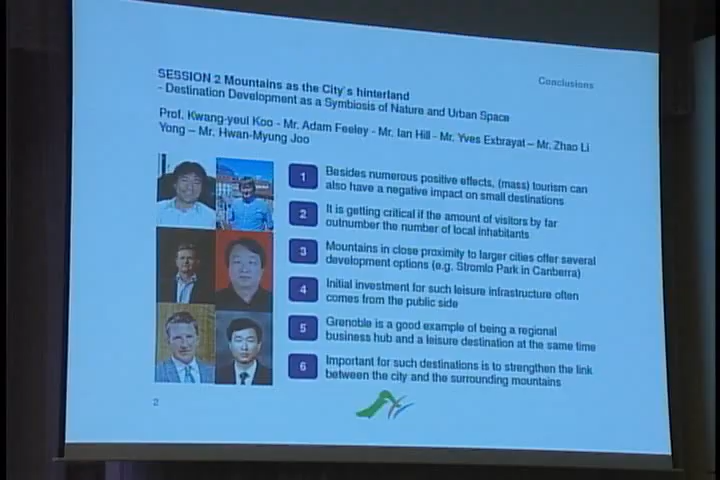 Conclusions
SESSION 2 Mountains as the City's hinterland
- Destination Development as a Symbiosis of Nature and Urban Space
Prof. Kwang-yeul Koo - Mr. Adam Feeley - Mr. Ian Hill - Mr. Yves Exbrayat – Mr. Zhao Li
Yong – Mr. Hwan-Myung Joo
1 Besides numerous positive effects, (mass) tourism can
also have a negative impact on small destinations
2 It is getting critical if the amount of visitors by far
outnumber the number of local inhabitants
3 Mountains in close proximity to larger cities offer several
development options (e.g. Stromlo Park in Canberra)
4 Initial investment for such leisure infrastructure often
comes from the public side
5 Grenoble is a good example of being a regional
business hub and a leisure destination at the same time
6 Important for such destinations is to strengthen the link
between the city and the surrounding mountains
2